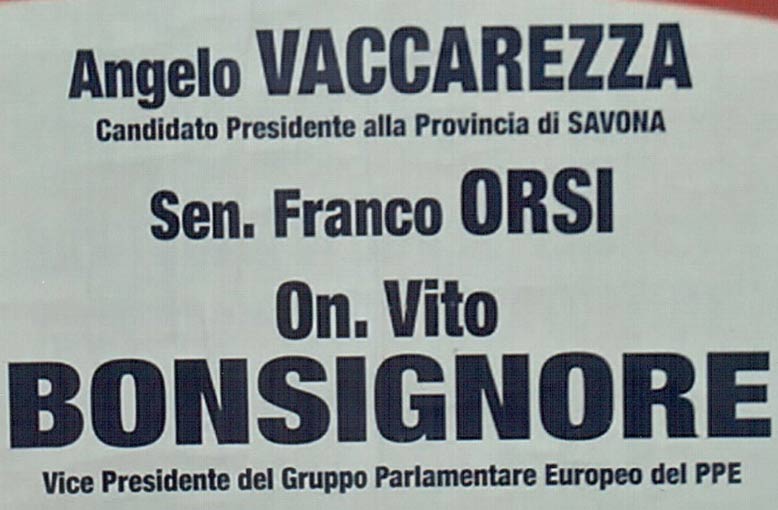 Angelo VACCAREZZA
Candidato Presidente alla Provincia di SAVONA
Sen. Franco ORSI
On. Vito
BONSIGNORE
Vice Presidente del Gruppo Parlamentare Europeo del PPE